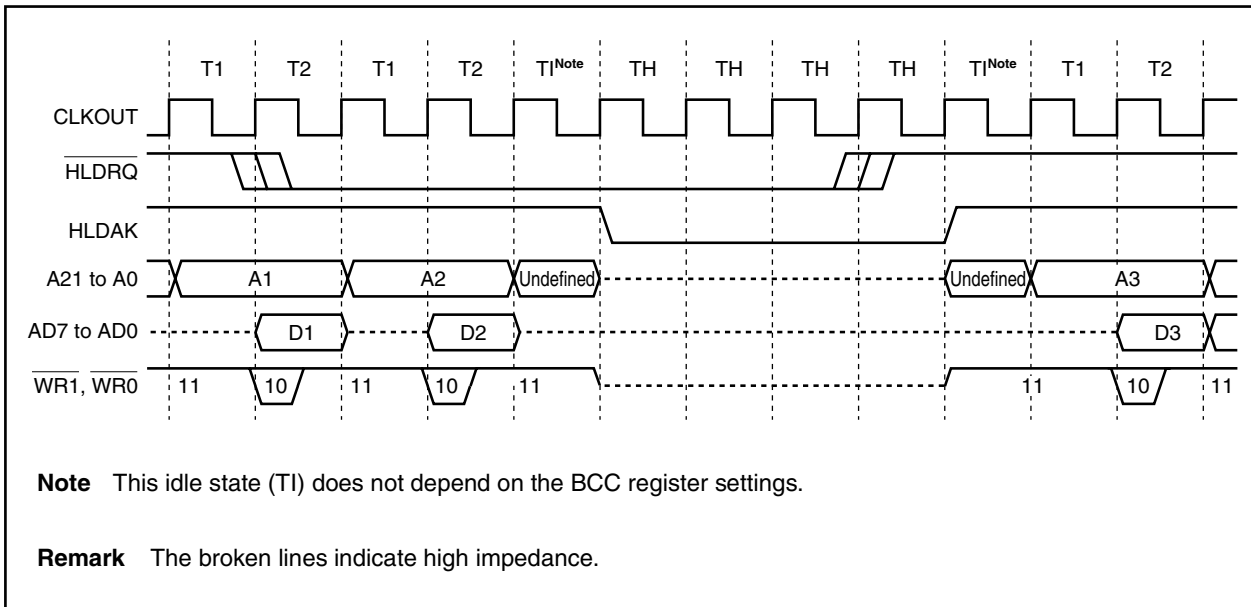 T1 T2 T1 T2 TINote TH TH TH TH TINote T1 T2
CLKOUT
HLDRQ
HLDAK
A21 to A0 A1 A2 Undefined Undefined A3
AD7 to AD0 D1 D2 D3
WR1, WR0 11 10 11 10 11 11 10 11
Note This idle state (TI) does not depend on the BCC register settings.
Remark The broken lines indicate high impedance.